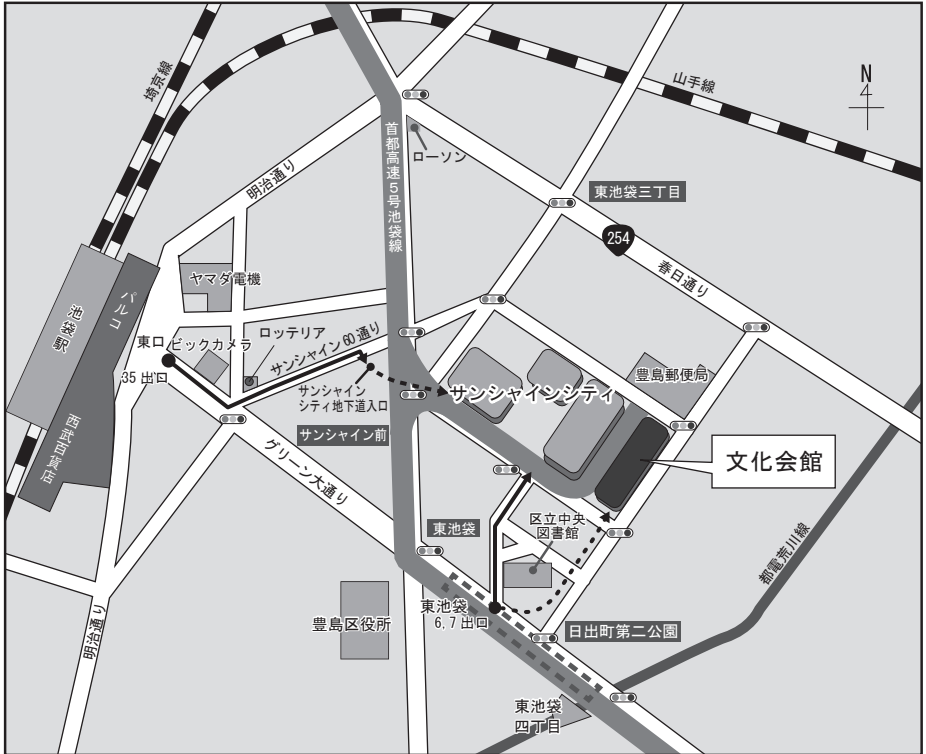 埼京線
山手線
N
首都高速5号池袋線
ローソン
明治通り
東池袋三丁目
254
春日通り
ヤマダ電機
パルコ
池袋駅
東口
ビックカメラ
ロッテリア
サンシャイン60通り
35出口
サンシャイン
シティ地下道入口
サンシャインシティ
豊島郵便局
西武百貨店
サンシャイン前
グリーン大通り
文化会館
東池袋
区立中央
図書館
都電荒川線
豊島区役所
東池袋
6,7出口
日出町第二公園
明治通り
東池袋
四丁目